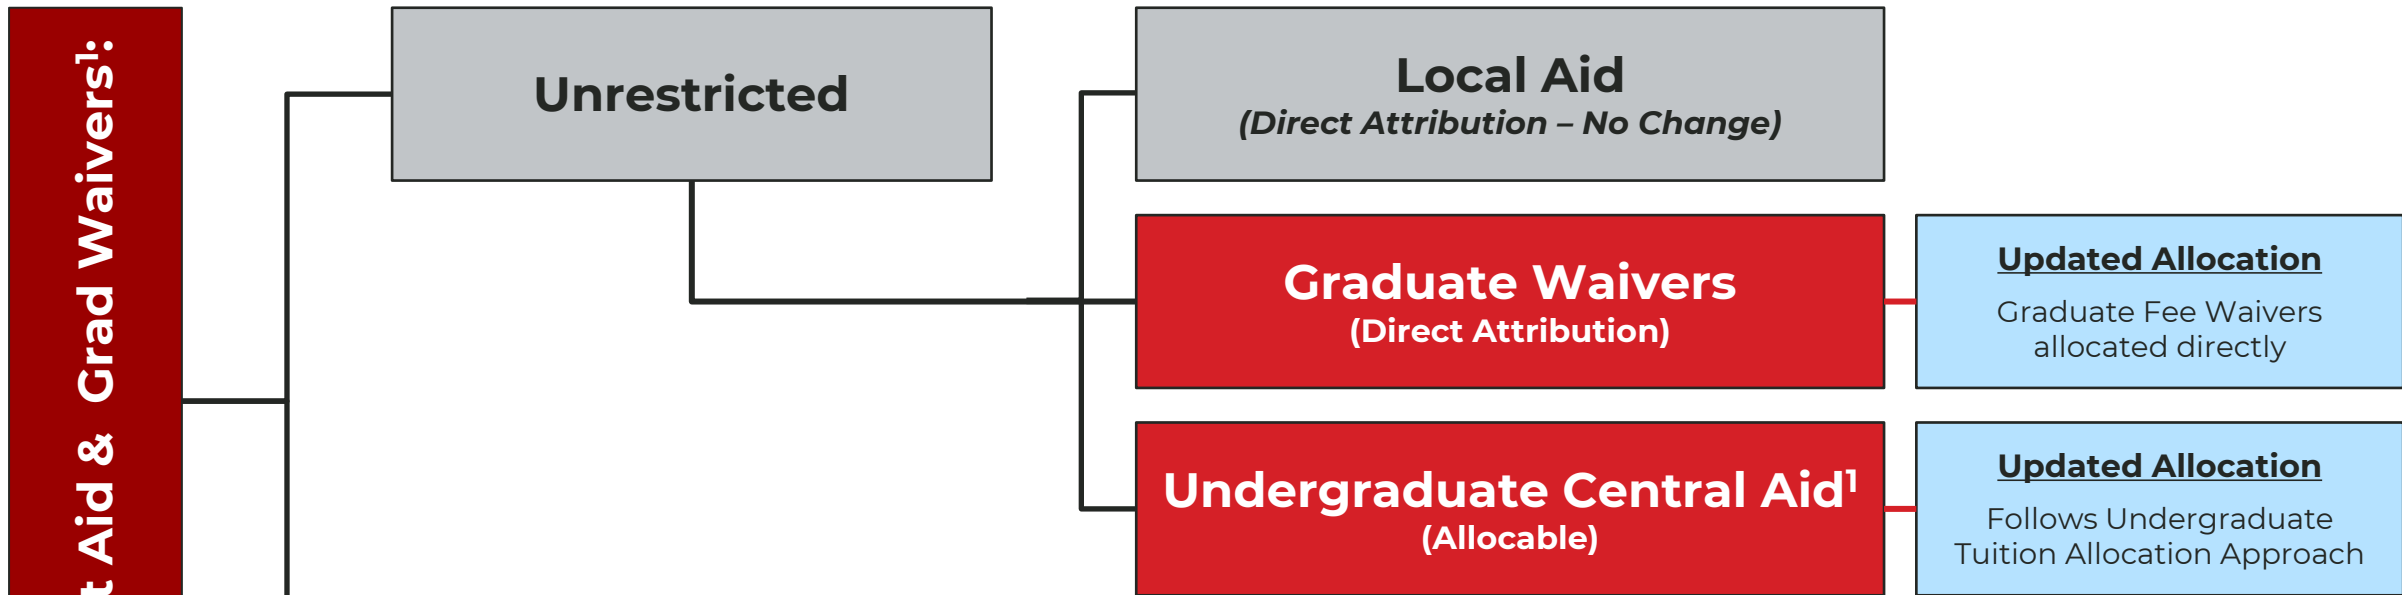 Aid & Grad Waivers¹:
Unrestricted
Local Aid
(Direct Attribution – No Change)
Graduate Waivers
(Direct Attribution)
Updated Allocation
Graduate Fee Waivers
allocated directly
Undergraduate Central Aid¹
(Allocable)
Updated Allocation
Follows Undergraduate
Tuition Allocation Approach